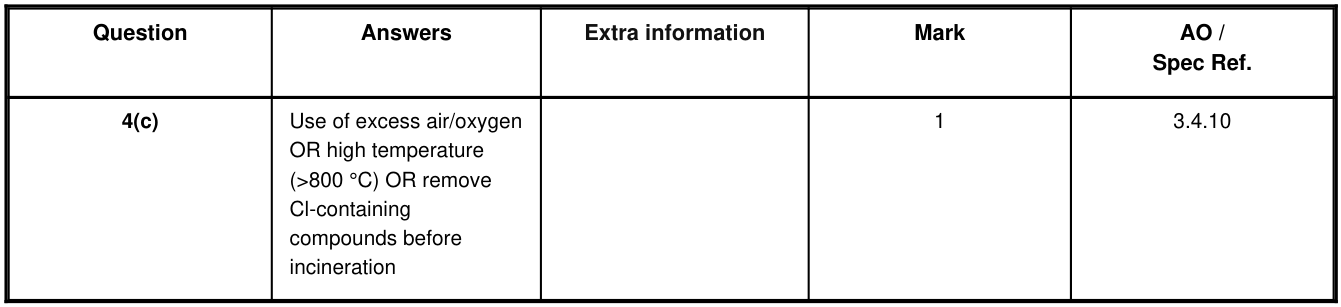 Question Answers Extra information Mark AO /
Spec Ref.
4(c) Use of excess air/oxygen 1 3.4.10
OR high temperature
(>800 °C) OR remove
Cl-containing
compounds before
incineration